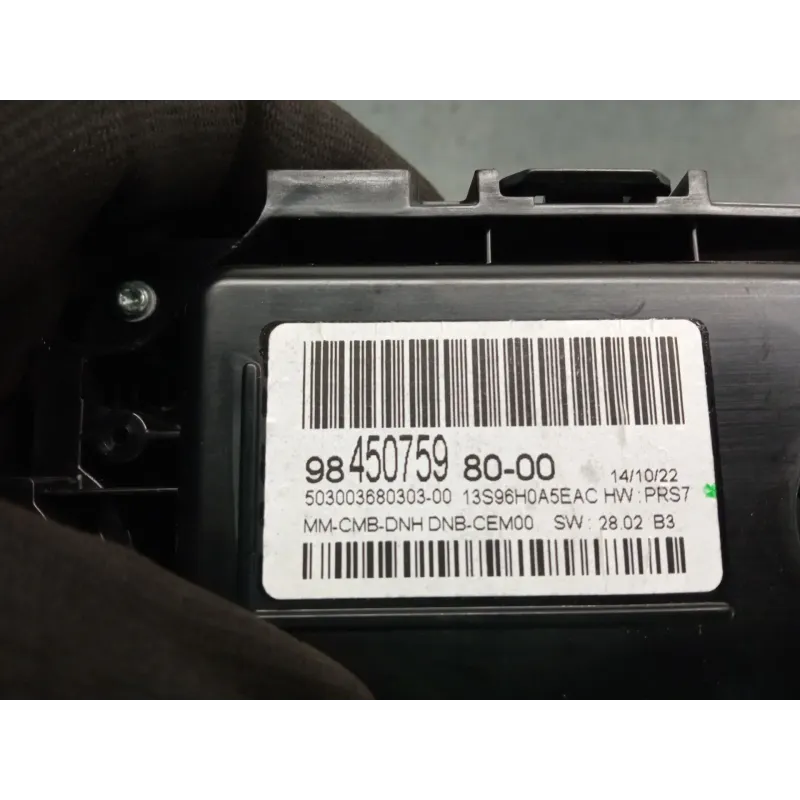 98 450759 80-00 14/10/22
503003680303-00 13S96H0A5EAC HW : PRS7
MM-CMB-DNH DNB-CEM00 SW : 28.02 B3